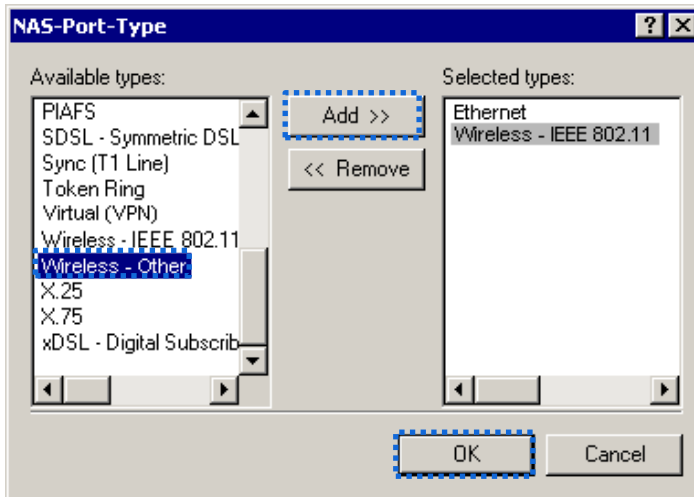 NAS-Port-Type
Available types:
PIAFS
SDSL - Symmetric DSL
Sync (T1 Line)
Token Ring
Virtual (VPN)
Wireless - IEEE 802.11
Wireless - Other
X.25
X.75
xDSL - Digital Subscrib
Add >>
<< Remove
Selected types:
Ethernet
Wireless - IEEE 802.11
OK
Cancel